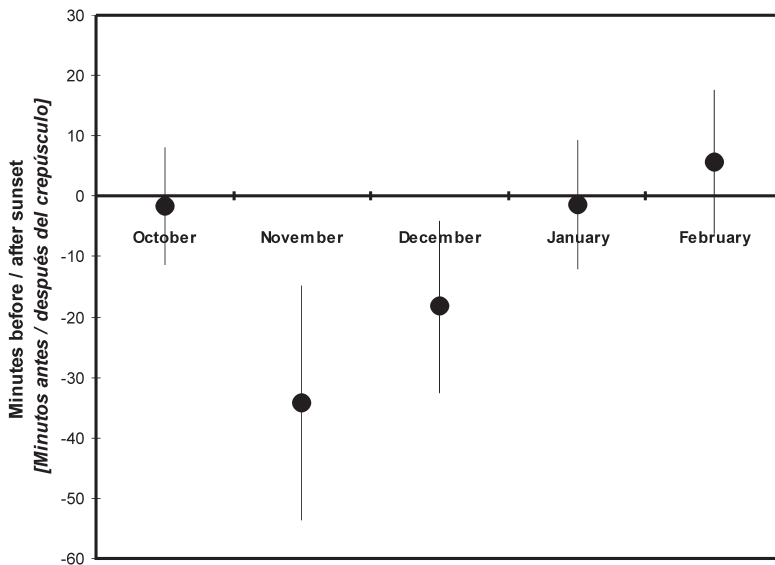 Minutes before / after sunset
[Minutos antes / después del crepúsculo]
30
20
10
0
-10
-20
-30
-40
-50
-60
October
November
December
January
February